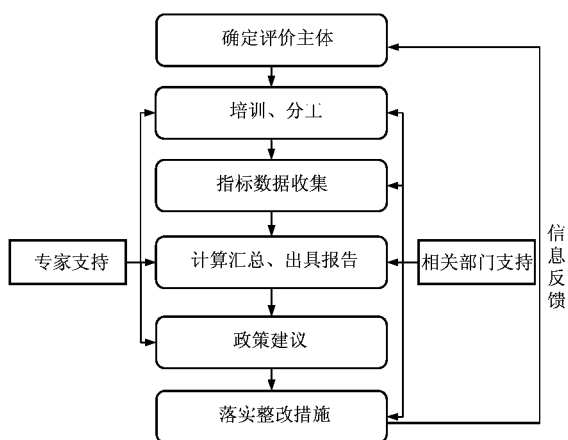 确定评价主体
培训、分工
指标数据收集
专家支持
计算汇总、出具报告
相关部门支持
信息反馈
政策建议
落实整改措施